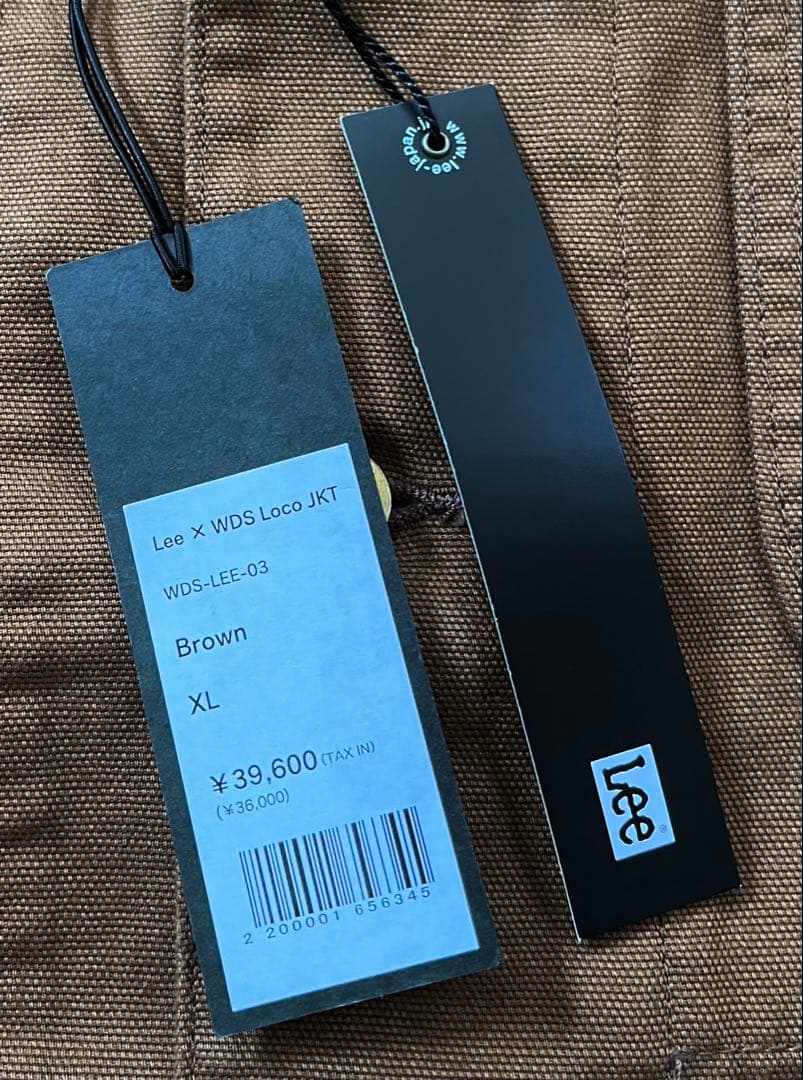 Lee × WDS Loco JKT
WDS-LEE-03
Brown
XL
¥39,600 (TAX IN)
(¥36,000)
2 200001 656345
www.lee-japan.j
Lee ®